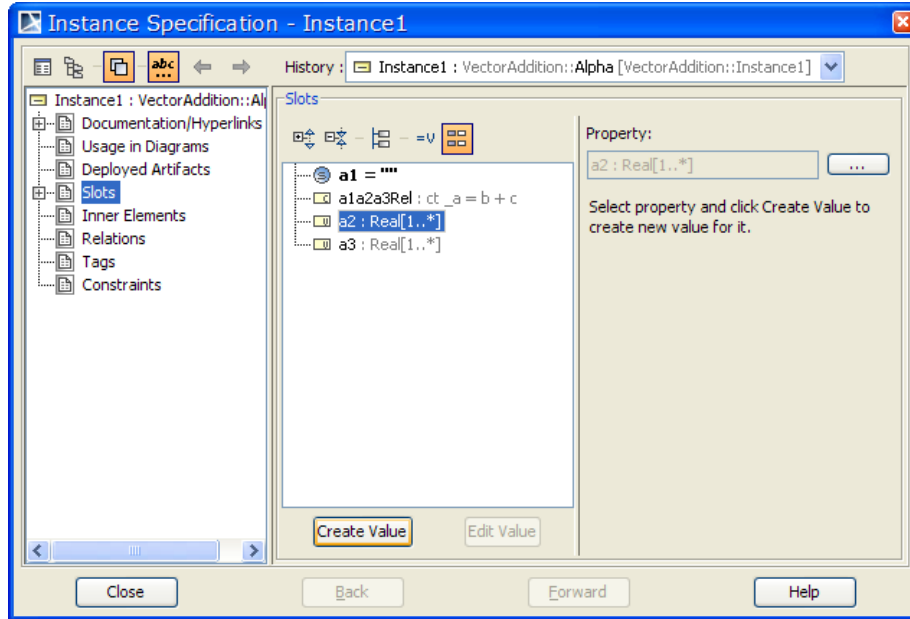 Instance Specification - Instance1
abc
...
History : Instance1 : VectorAddition::Alpha [VectorAddition::Instance1]
Instance1 : VectorAddition::Al
Documentation/Hyperlinks
Usage in Diagrams
Deployed Artifacts
Slots
Inner Elements
Relations
Tags
Constraints
Slots
=v
a1 = ""
c a1a2a3Rel : ct _a = b + c
U a2 : Real[1..*]
U a3 : Real[1..*]
Create Value
Edit Value
Property:
a2 : Real[1..*]
...
Select property and click Create Value to
create new value for it.
Close
Back
Forward
Help